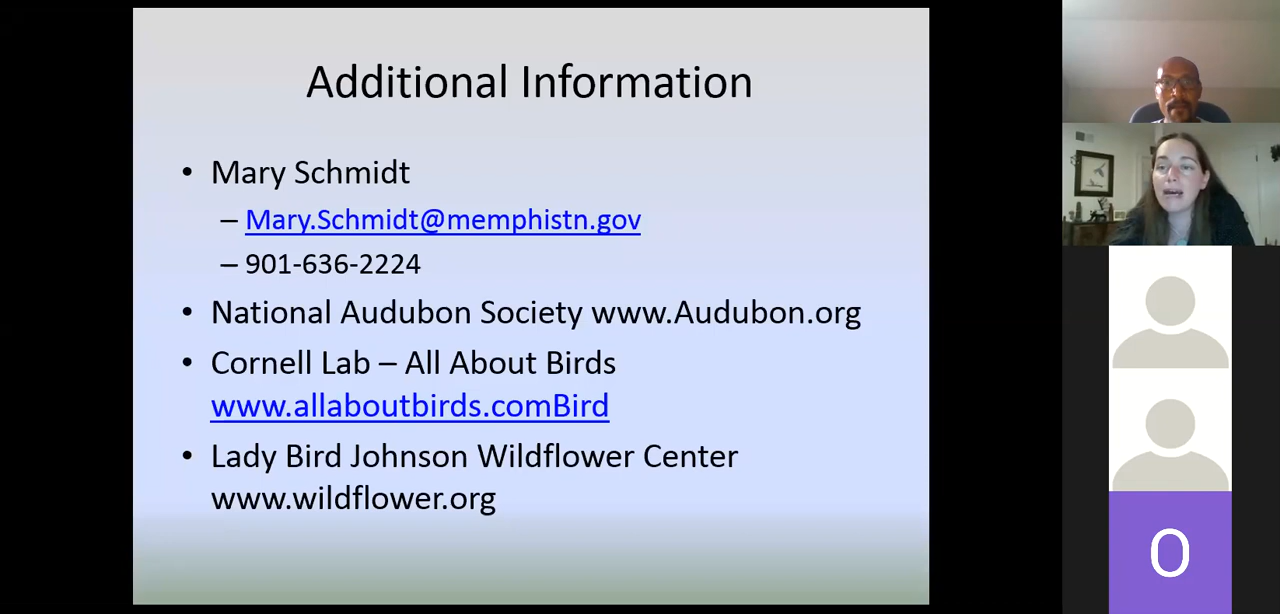 Additional Information
• Mary Schmidt
– Mary.Schmidt@memphistn.gov
– 901-636-2224
• National Audubon Society www.Audubon.org
• Cornell Lab – All About Birds
www.allaboutbirds.comBird
• Lady Bird Johnson Wildflower Center
www.wildflower.org
O